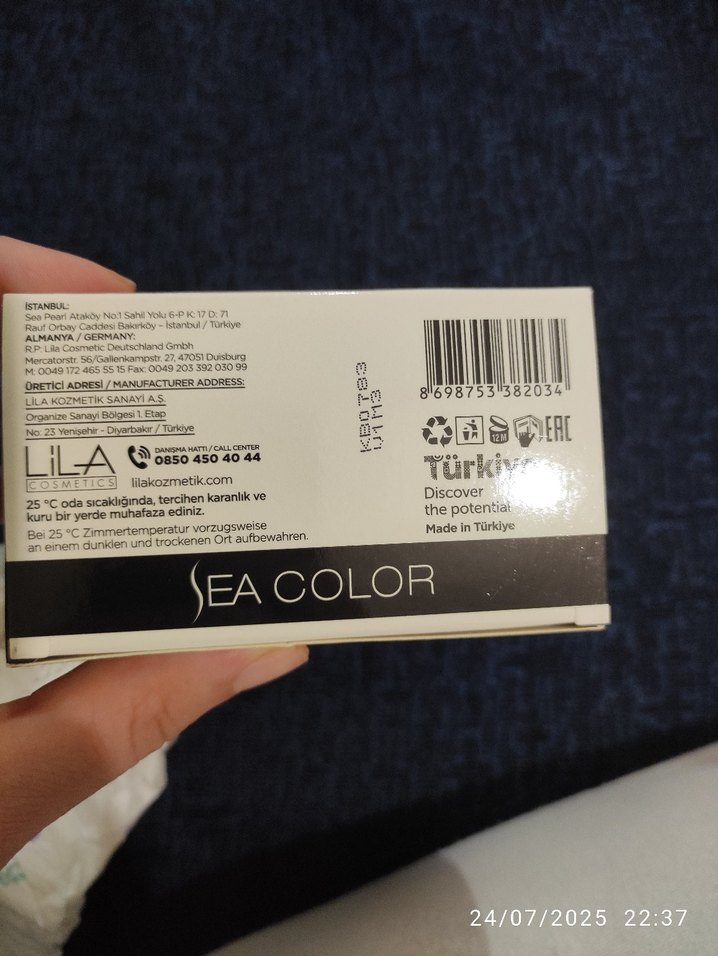 İSTANBUL:
Sea Pearl Ataköy No:1 Sahil Yolu 6-P K: 17 D: 71
Rauf Orbay Caddesi Bakırköy – İstanbul / Türkiye
ALMANYA / GERMANY:
R.P: Lila Cosmetic Deutschland Gmbh
Mercatorstr. 56/Gallenkampstr. 27, 47051 Duisburg
M: 0049 172 465 55 15 Fax: 0049 203 392 030 99
ÜRETİCİ ADRESİ / MANUFACTURER ADDRESS:
LİLA KOZMETİK SANAYİ A.Ş.
Organize Sanayi Bölgesi 1. Etap
No: 23 Yenişehir - Diyarbakır / Türkiye
LiLA
COSMETICS
DANIŞMA HATTI / CALL CENTER
0850 450 40 44
lilakozmetik.com
25 °C oda sıcaklığında, tercihen karanlık ve
kuru bir yerde muhafaza ediniz.
Bei 25 °C Zimmertemperatur vorzugsweise
an einem dunklen und trockenen Ort aufbewahren.
KB0783
01M3
8 698753 382034
12 M
EAC
Türkiye
Discover
the potential
Made in Türkiye
SEA COLOR
24/07/2025 22:37